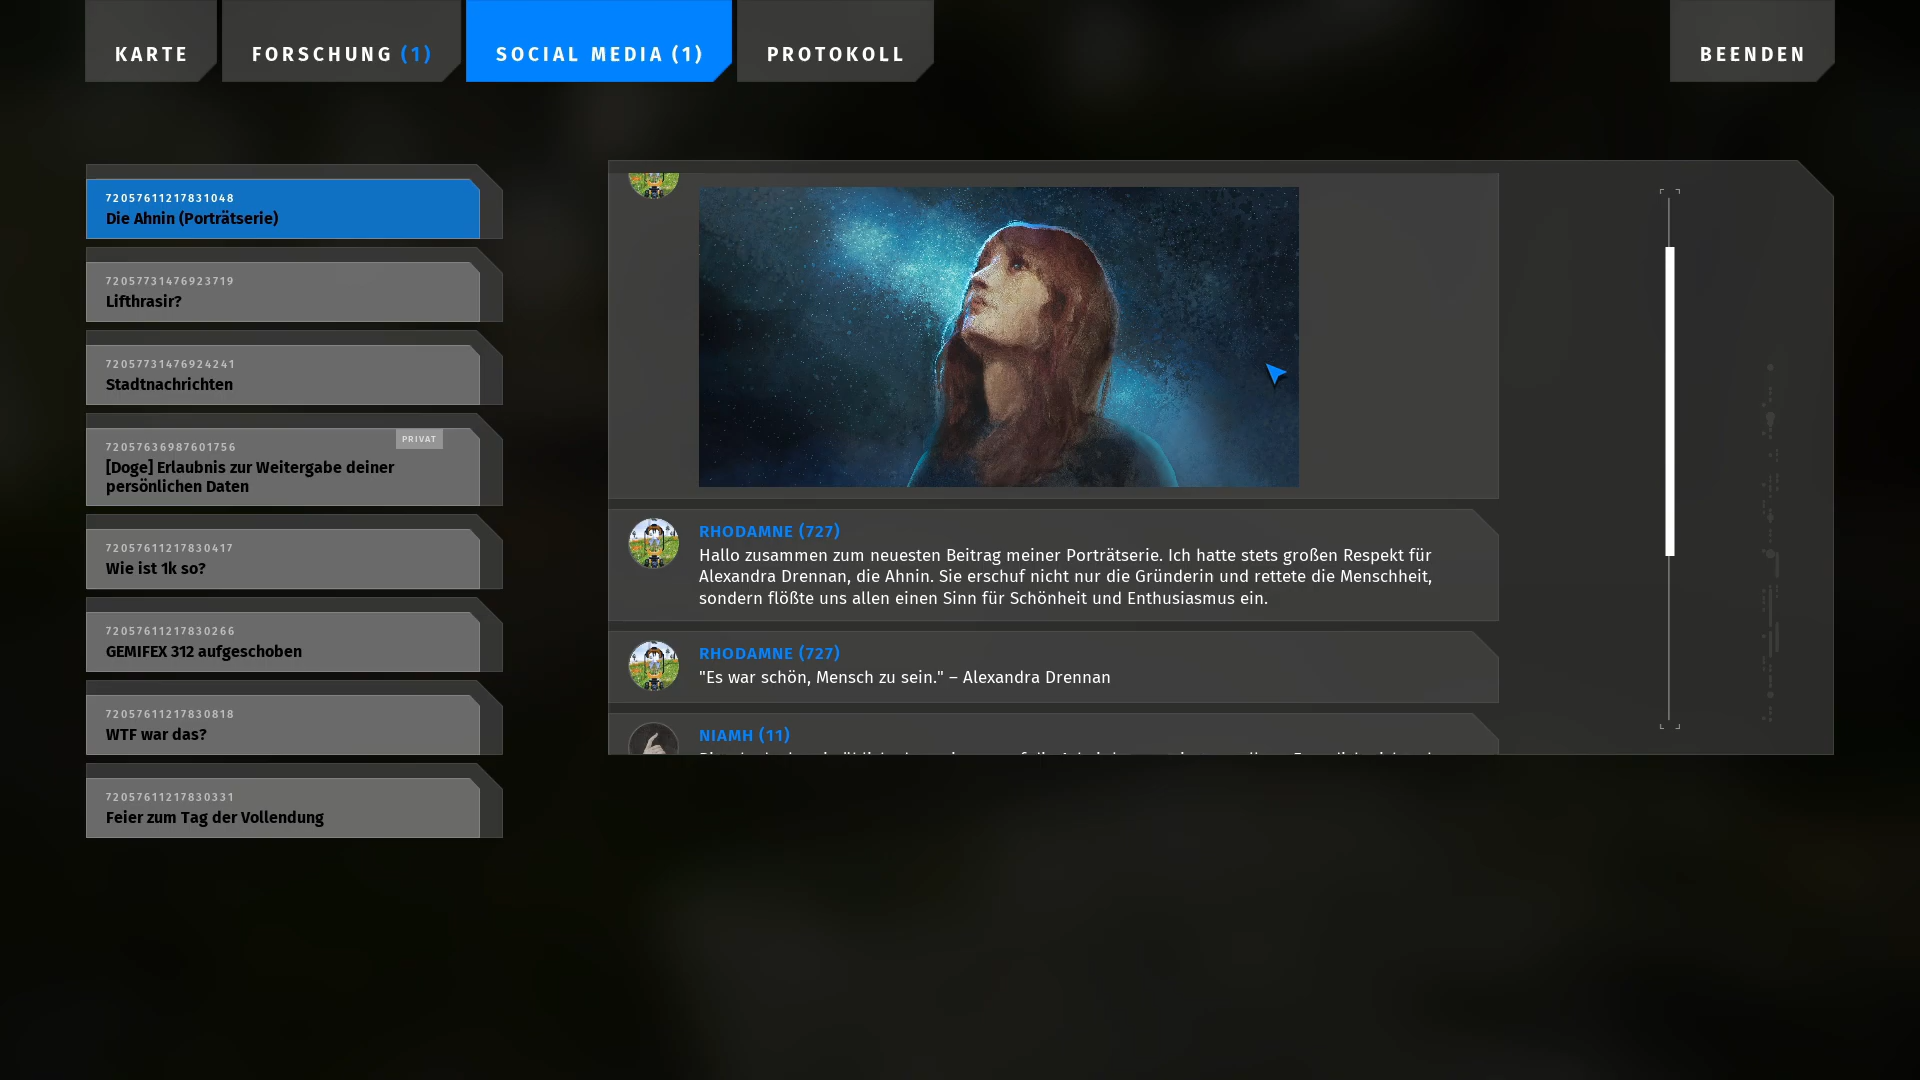 KARTE
FORSCHUNG (1)
SOCIAL MEDIA (1)
PROTOKOLL
BEENDEN
72057611217831048
Die Ahnin (Porträtserie)
72057731476923719
Lifthrasir?
72057731476924241
Stadtnachrichten
PRIVAT
72057636987601756
[Doge] Erlaubnis zur Weitergabe deiner
persönlichen Daten
72057611217830417
Wie ist 1k so?
72057611217830266
GEMIFEX 312 aufgeschoben
72057611217830818
WTF war das?
72057611217830331
Feier zum Tag der Vollendung
RHODAMNE (727)
Hallo zusammen zum neuesten Beitrag meiner Porträtserie. Ich hatte stets großen Respekt für
Alexandra Drennan, die Ahnin. Sie erschuf nicht nur die Gründerin und rettete die Menschheit,
sondern flößte uns allen einen Sinn für Schönheit und Enthusiasmus ein.
RHODAMNE (727)
"Es war schön, Mensch zu sein." – Alexandra Drennan
NIAMH (11)